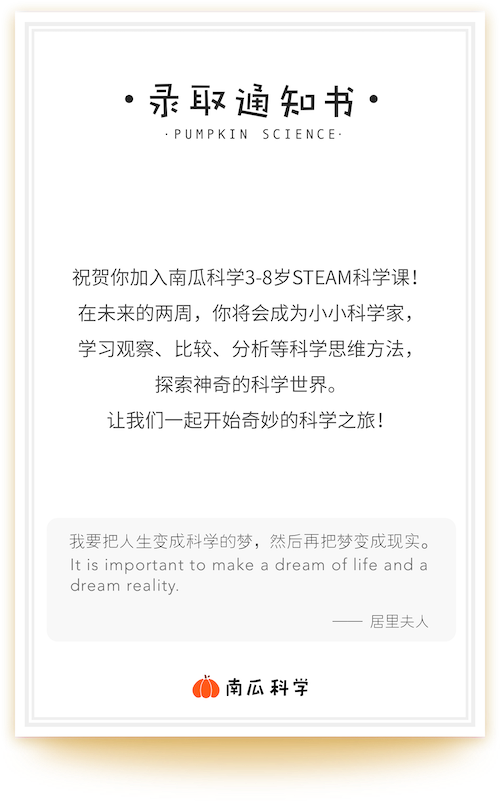 •录取通知书•
·PUMPKIN SCIENCE·
祝贺你加入南瓜科学3-8岁STEAM科学课！
在未来的两周，你将会成为小小科学家，
学习观察、比较、分析等科学思维方法，
探索神奇的科学世界。
让我们一起开始奇妙的科学之旅！
我要把人生变成科学的梦，然后再把梦变成现实。
It is important to make a dream of life and a
dream reality.
—— 居里夫人
南瓜科学